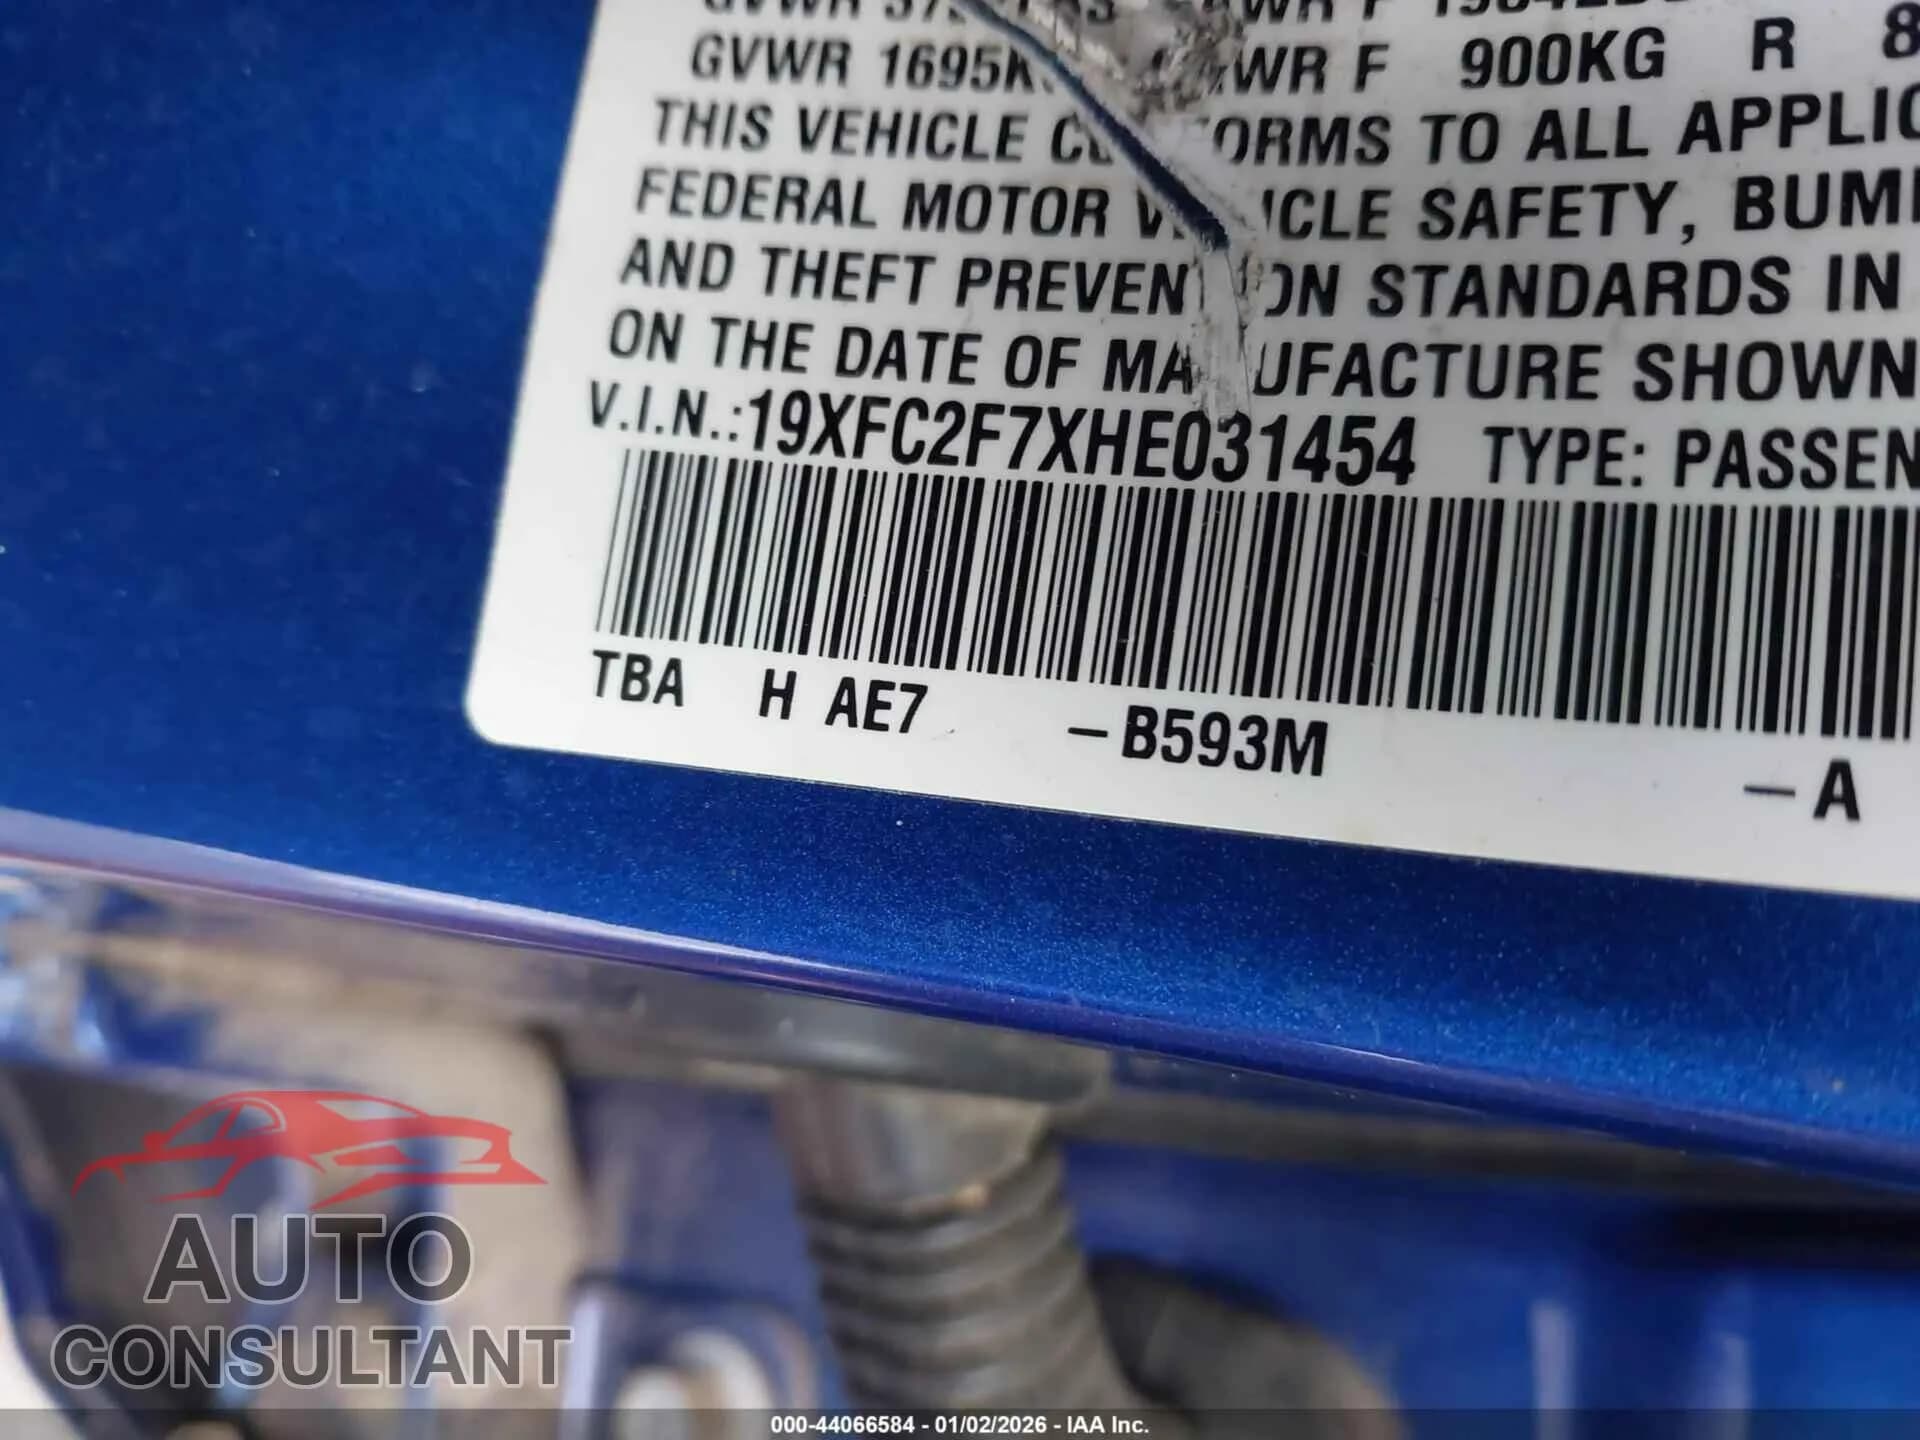 GVWR 1695K WR F 900KG R 8
THIS VEHICLE C ORMS TO ALL APPLIC
FEDERAL MOTOR V ICLE SAFETY, BUM
AND THEFT PREVEN ON STANDARDS IN
ON THE DATE OF MA UFACTURE SHOWN
V.I.N.:19XFC2F7XHE031454 TYPE: PASSEN
TBA H AE7 -B593M -A
AUTO
CONSULTANT
000-44066584 - 01/02/2026 - IAA Inc.